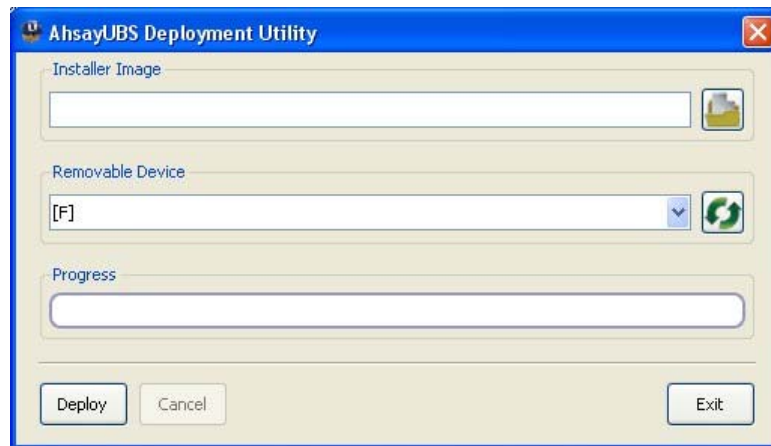 AhsayUBS Deployment Utility
Installer Image
Removable Device
[F]
Progress
Deploy Cancel Exit